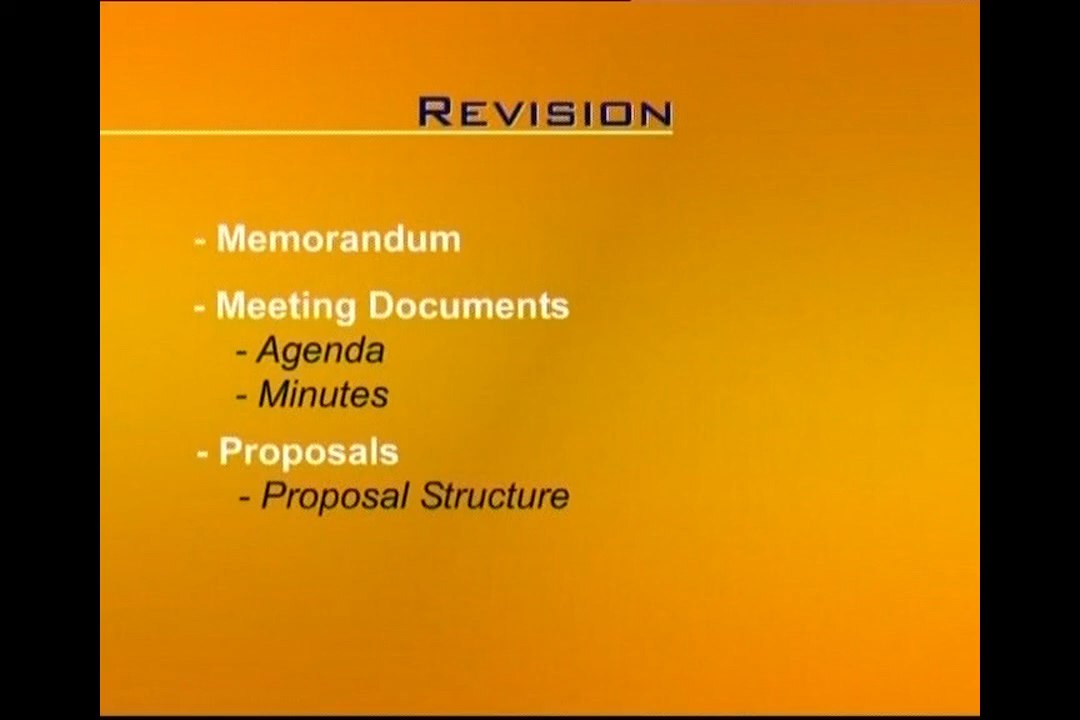 REVISION
- Memorandum
- Meeting Documents
- Agenda
- Minutes
- Proposals
- Proposal Structure